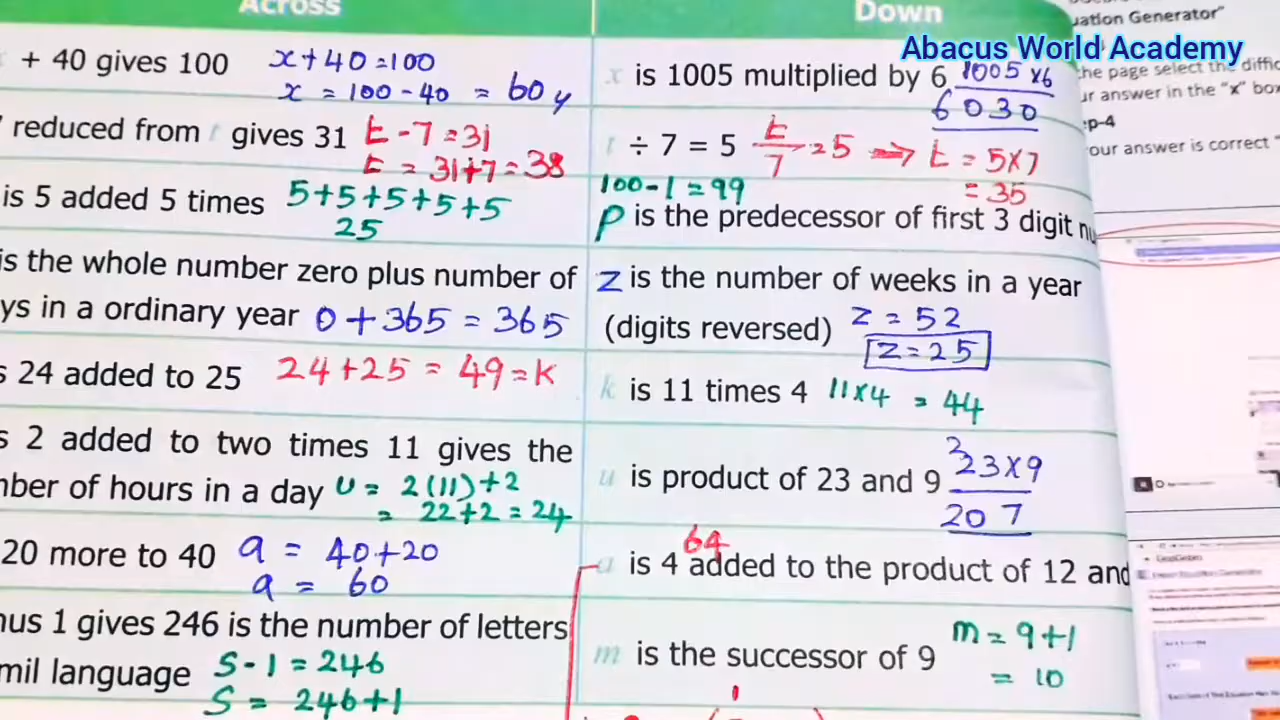 Across
+ 40 gives 100 x+40=100
x = 100-40 = 60
reduced from t gives 31 t-7=31
t = 31+7=38
is 5 added 5 times 5+5+5+5+5
25
is the whole number zero plus number of
ys in a ordinary year 0+365=365
s 24 added to 25 24+25=49=K
s 2 added to two times 11 gives the
ber of hours in a day U = 2(11)+2
= 22+2=24
20 more to 40 a = 40+20
a = 60
nus 1 gives 246 is the number of letters
mil language S-1=246
S = 246+1
Down
x is 1005 multiplied by 6 1005 x6
6030
t ÷ 7 = 5 t/7=5 → t = 5x7
= 35
100-1=99
p is the predecessor of first 3 digit
z is the number of weeks in a year
(digits reversed) z = 52
z=25
k is 11 times 4 11x4 = 44
u is product of 23 and 9 2 23x9
207
64
a is 4 added to the product of 12 and
m is the successor of 9 m=9+1
= 10
uation Generator"
Abacus World Academy
he page select the diffic
ur answer in the "x" box
ep-4
our answer is correct